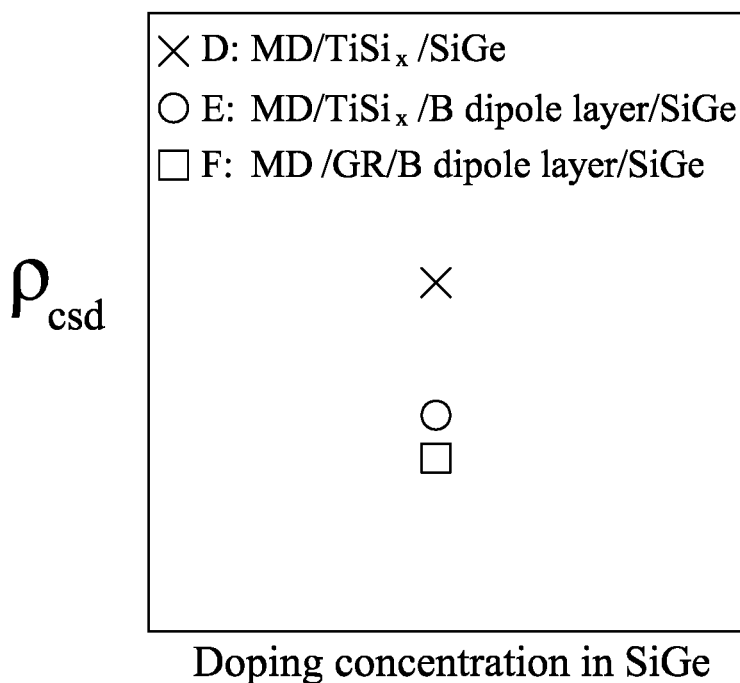 × D: MD/TiSiₓ/SiGe
○ E: MD/TiSiₓ/B dipole layer/SiGe
□ F: MD /GR/B dipole layer/SiGe
ρcsd
Doping concentration in SiGe